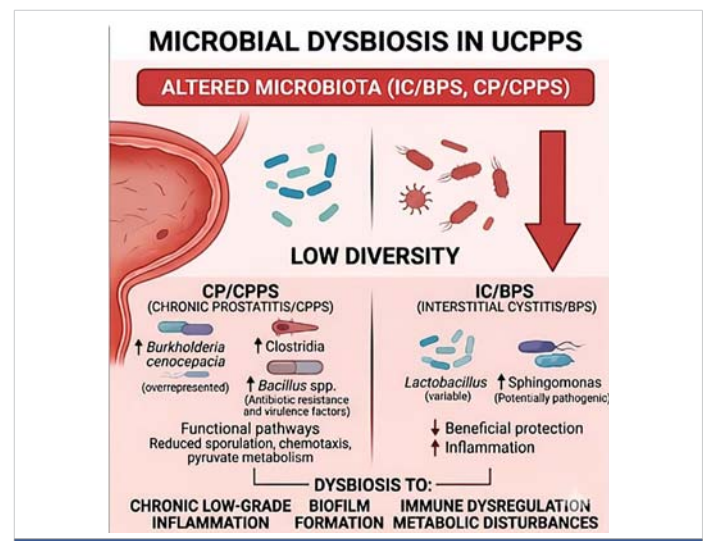 MICROBIAL DYSBIOSIS IN UCPPS
ALTERED MICROBIOTA (IC/BPS, CP/CPPS)
LOW DIVERSITY
CP/CPPS
(CHRONIC PROSTATITIS/CPPS)
↑ Burkholderia
cenocepacia
(overrepresented)
↑ Clostridia
↑ Bacillus spp.
(Antibiotic resistance
and virulence factors)
Functional pathways
Reduced sporulation, chemotaxis,
pyruvate metabolism
IC/BPS
(INTERSTITIAL CYSTITIS/BPS)
Lactobacillus
(variable)
↑ Sphingomonas
(Potentially pathogenic)
↓ Beneficial protection
↑ Inflammation
DYSBIOSIS TO:
CHRONIC LOW-GRADE
INFLAMMATION
BIOFILM
FORMATION
IMMUNE DYSREGULATION
METABOLIC DISTURBANCES